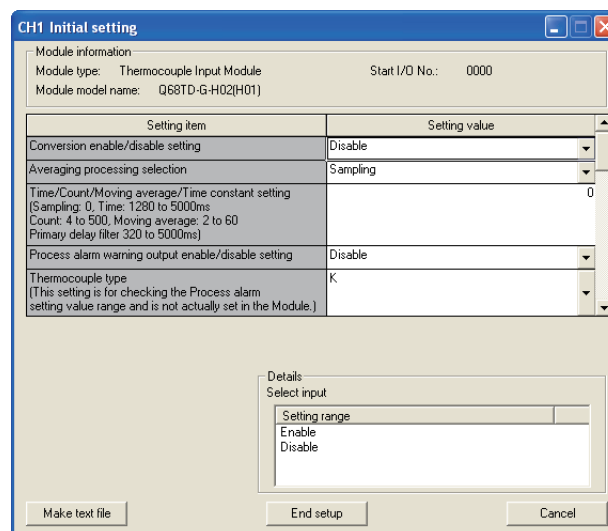 CH1 Initial setting
Module information
Module type: Thermocouple Input Module Start I/O No.: 0000
Module model name: Q68TD-G-H02(H01)
Setting item Setting value
Conversion enable/disable setting Disable
Averaging processing selection Sampling
Time/Count/Moving average/Time constant setting 0
(Sampling: 0, Time: 1280 to 5000ms
Count: 4 to 500, Moving average: 2 to 60
Primary delay filter 320 to 5000ms)
Process alarm warning output enable/disable setting Disable
Thermocouple type K
(This setting is for checking the Process alarm
setting value range and is not actually set in the Module.)
Details
Select input
Setting range
Enable
Disable
Make text file End setup Cancel